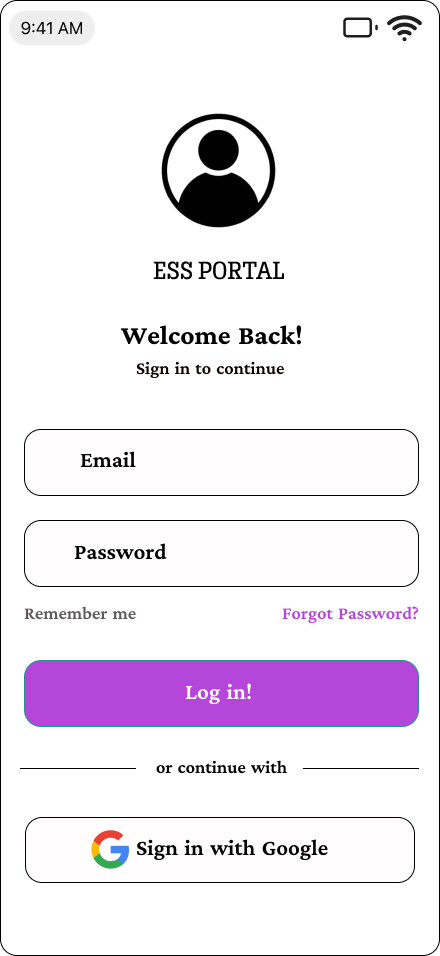 9:41 AM
ESS PORTAL
Welcome Back!
Sign in to continue
Email
Password
Remember me
Forgot Password?
Log in!
or continue with
Sign in with Google